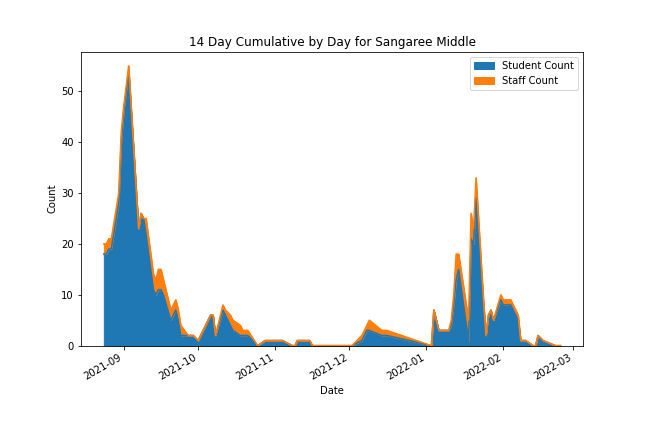 14 Day Cumulative by Day for Sangaree Middle
Student Count
Staff Count
50
40
30
20
10
0
Count
2021-09
2021-10
2021-11
2021-12
2022-01
2022-02
2022-03
Date